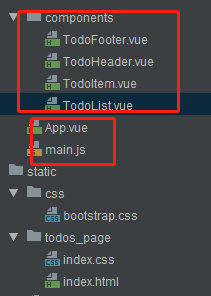 components
TodoFooter.vue
TodoHeader.vue
TodoItem.vue
TodoList.vue
App.vue
main.js
static
css
bootstrap.css
todos_page
index.css
index.html